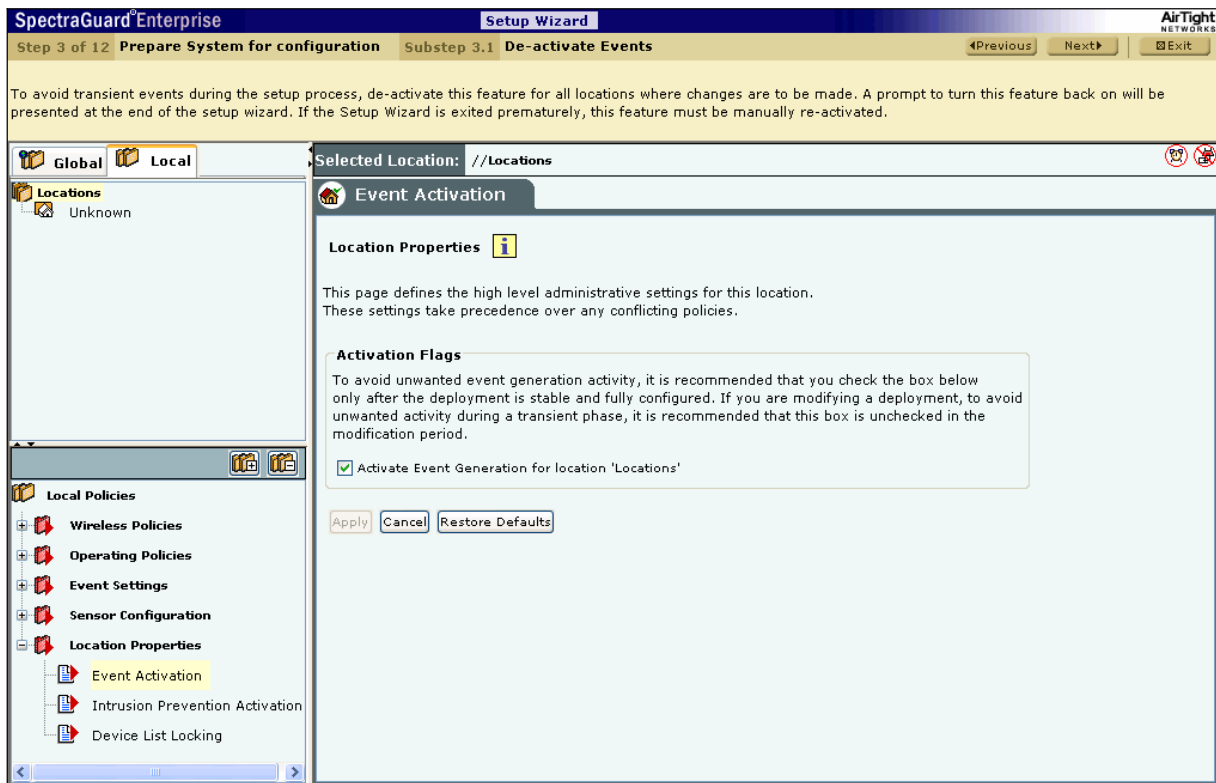 SpectraGuard®Enterprise
Setup Wizard
AirTight
NETWORKS
Step 3 of 12 Prepare System for configuration Substep 3.1 De-activate Events
Previous
Next
Exit
To avoid transient events during the setup process, de-activate this feature for all locations where changes are to be made. A prompt to turn this feature back on will be
presented at the end of the setup wizard. If the Setup Wizard is exited prematurely, this feature must be manually re-activated.
Global
Local
Locations
Unknown
Selected Location: //Locations
Event Activation
Location Properties i
This page defines the high level administrative settings for this location.
These settings take precedence over any conflicting policies.
Activation Flags
To avoid unwanted event generation activity, it is recommended that you check the box below
only after the deployment is stable and fully configured. If you are modifying a deployment, to avoid
unwanted activity during a transient phase, it is recommended that this box is unchecked in the
modification period.
Activate Event Generation for location 'Locations'
Apply
Cancel
Restore Defaults
Local Policies
Wireless Policies
Operating Policies
Event Settings
Sensor Configuration
Location Properties
Event Activation
Intrusion Prevention Activation
Device List Locking